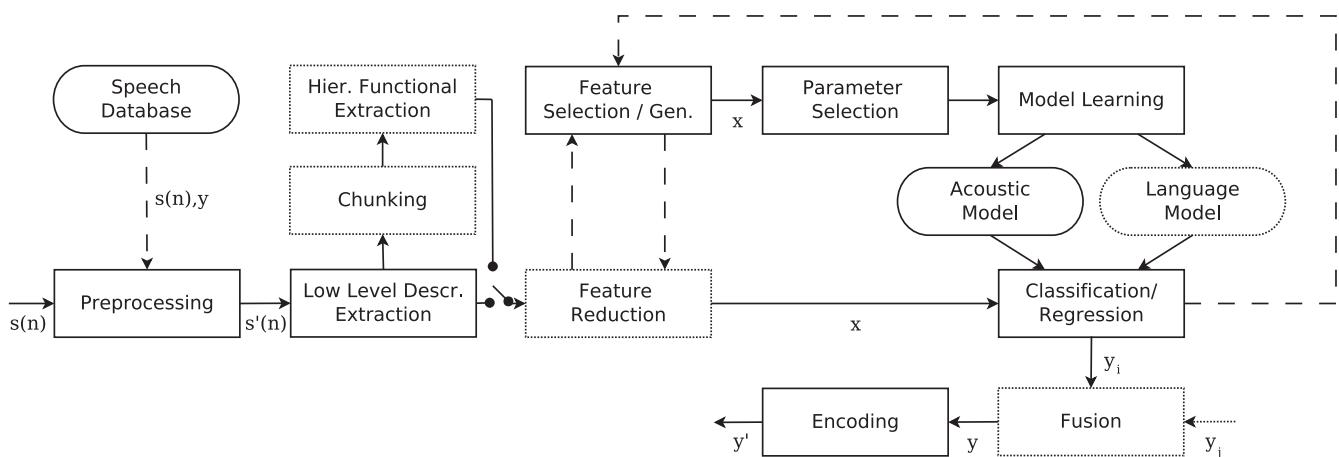 Speech
Database
Hier. Functional
Extraction
Feature
Selection / Gen.
x
Parameter
Selection
Model Learning
s(n),y
Chunking
Acoustic
Model
Language
Model
s(n)
Preprocessing
s'(n)
Low Level Descr.
Extraction
Feature
Reduction
x
Classification/
Regression
y_i
y'
Encoding
y
Fusion
y_j